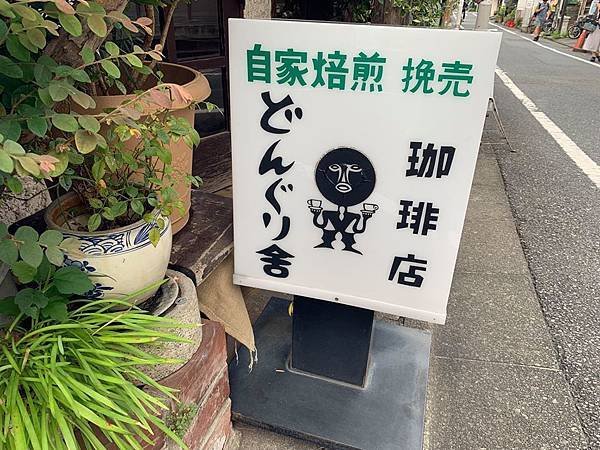 自家焙煎 挽売
どんぐり舎
珈琲店